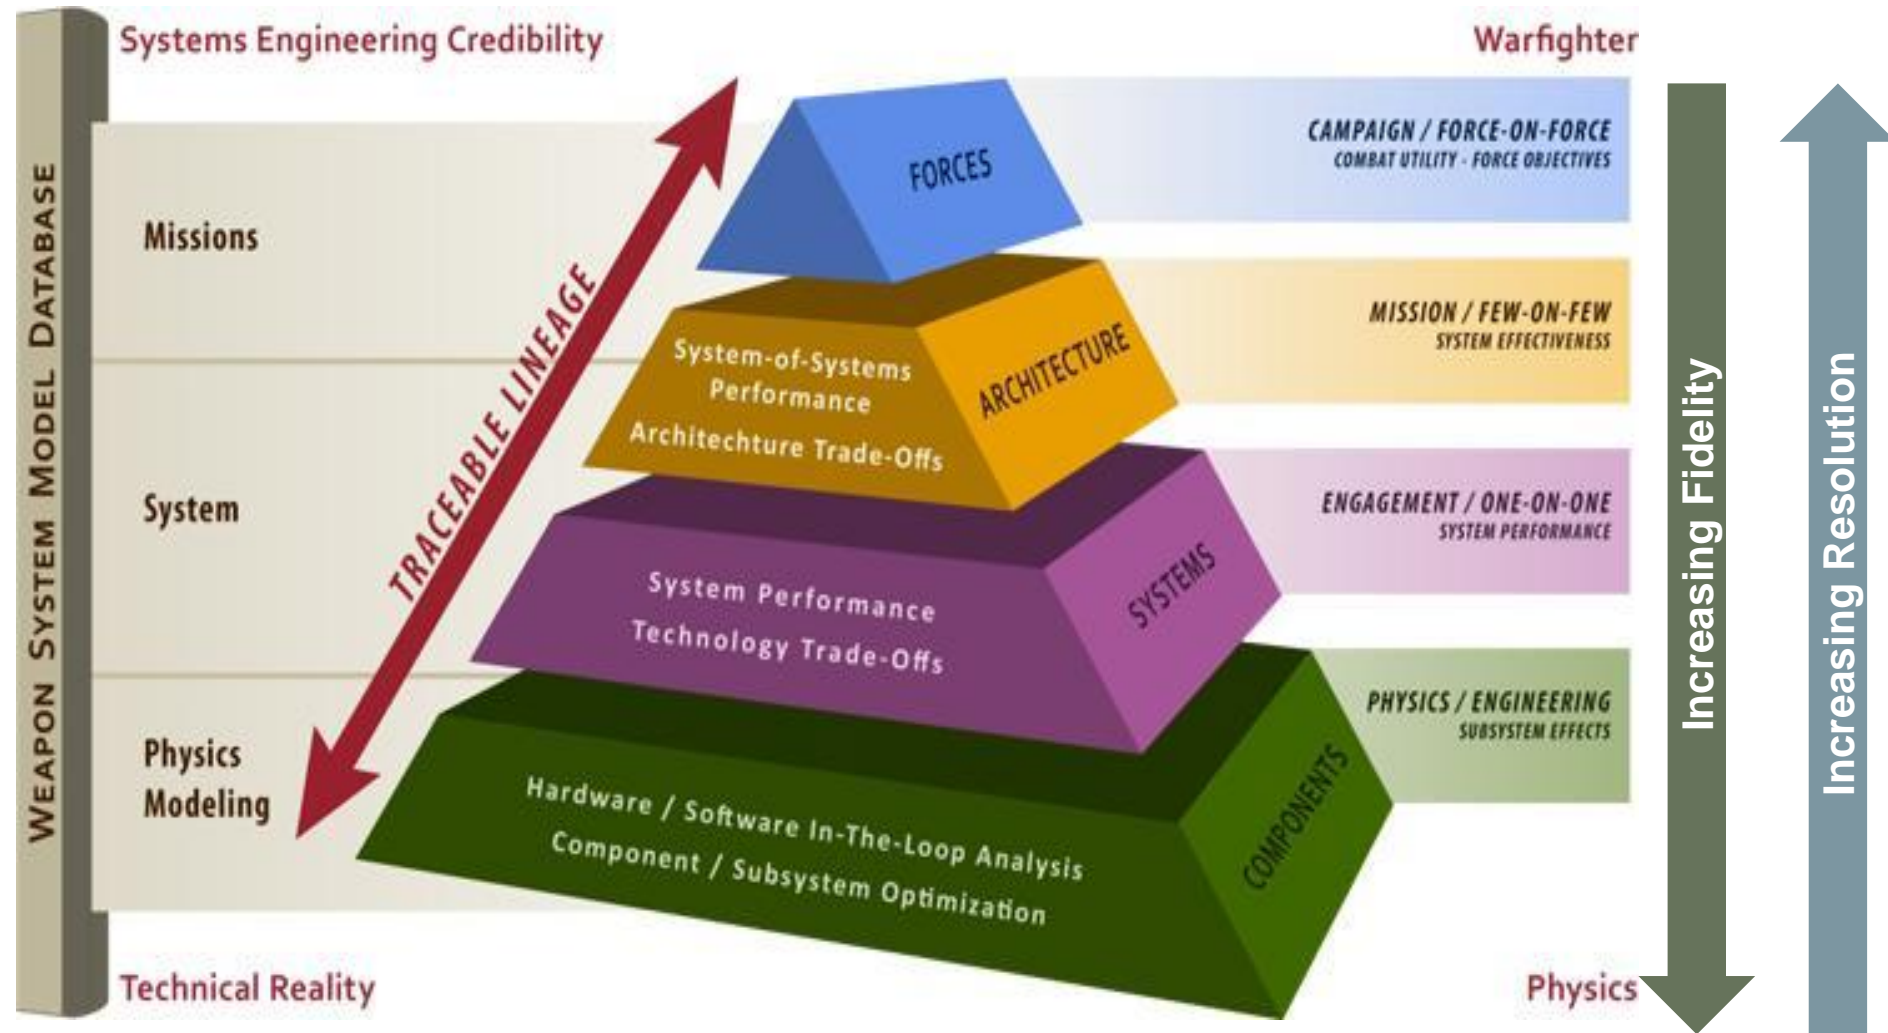 Systems Engineering Credibility
Warfighter
WEAPON SYSTEM MODEL DATABASE
Missions
System
Physics
Modeling
TRACEABLE LINEAGE
FORCES
CAMPAIGN / FORCE-ON-FORCE
COMBAT UTILITY - FORCE OBJECTIVES
System-of-Systems
Performance
Architechture Trade-Offs
ARCHITECTURE
MISSION / FEW-ON-FEW
SYSTEM EFFECTIVENESS
System Performance
Technology Trade-Offs
SYSTEMS
ENGAGEMENT / ONE-ON-ONE
SYSTEM PERFORMANCE
Hardware / Software In-The-Loop Analysis
Component / Subsystem Optimization
COMPONENTS
PHYSICS / ENGINEERING
SUBSYSTEM EFFECTS
Increasing Fidelity
Increasing Resolution
Technical Reality
Physics